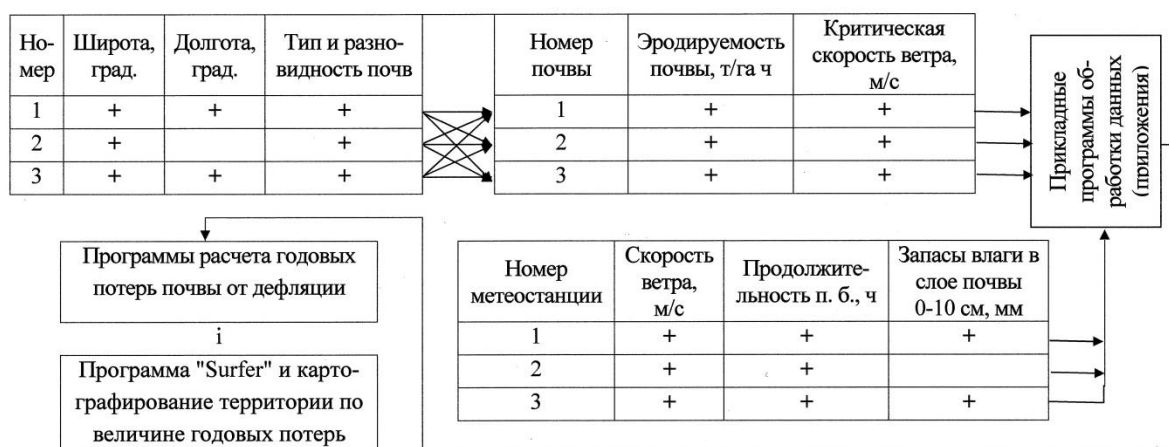 Но-
мер
Широта,
град.
Долгота,
град.
Тип и разно-
видность почв
1 + + +
2 + +
3 + + +
Номер
почвы
Эродируемость
почвы, т/га ч
Критическая
скорость ветра,
м/с
1 + +
2 + +
3 + +
Прикладные
программы об-
работки данных
(приложения)
Программы расчета годовых
потерь почвы от дефляции
i
Программа "Surfer" и карто-
графирование территории по
величине годовых потерь
Номер
метеостанции
Скорость
ветра,
м/с
Продолжите-
льность п. б., ч
Запасы влаги в
слое почвы
0-10 см, мм
1 + + +
2 + +
3 + + +